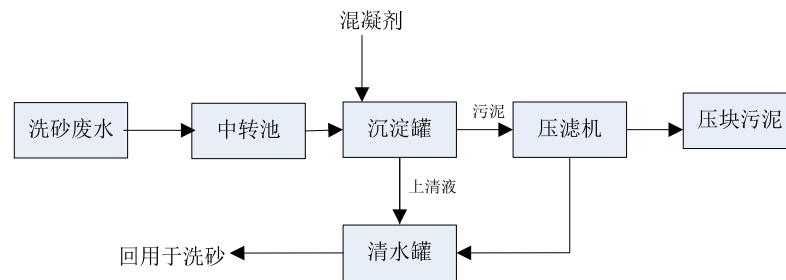 混凝剂
洗砂废水
中转池
沉淀罐
污泥
压滤机
压块污泥
上清液
清水罐
回用于洗砂